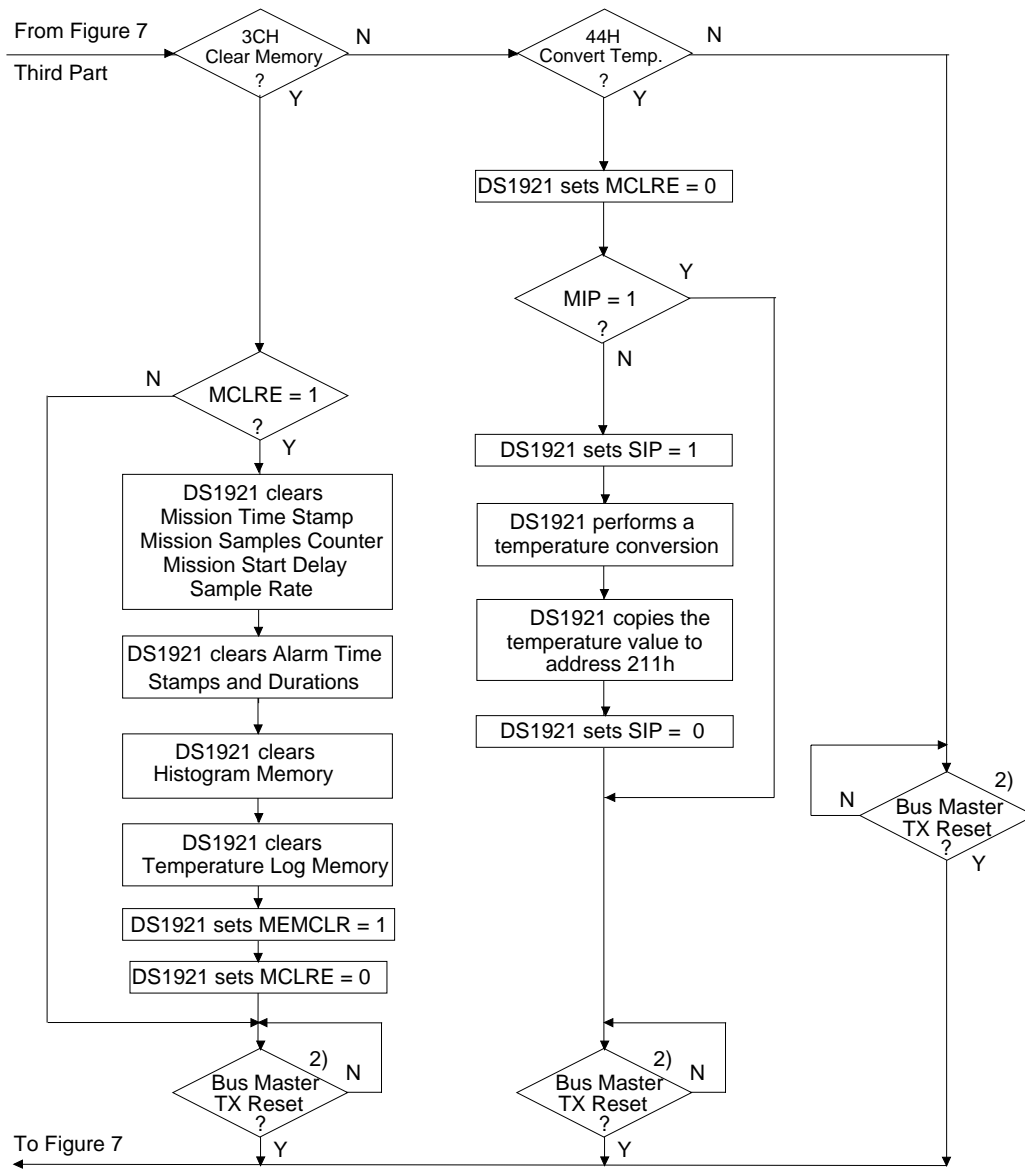 From Figure 7
Third Part
3CH
Clear Memory
?
N
Y
44H
Convert Temp.
?
N
Y
DS1921 sets MCLRE = 0
MIP = 1
?
Y
N
MCLRE = 1
?
N
Y
DS1921 clears
Mission Time Stamp
Mission Samples Counter
Mission Start Delay
Sample Rate
DS1921 clears Alarm Time
Stamps and Durations
DS1921 clears
Histogram Memory
DS1921 clears
Temperature Log Memory
DS1921 sets MEMCLR = 1
DS1921 sets MCLRE = 0
2)
Bus Master
TX Reset
?
N
Y
DS1921 sets SIP = 1
DS1921 performs a
temperature conversion
DS1921 copies the
temperature value to
address 211h
DS1921 sets SIP = 0
2)
Bus Master
TX Reset
?
N
Y
2)
Bus Master
TX Reset
?
N
Y
To Figure 7